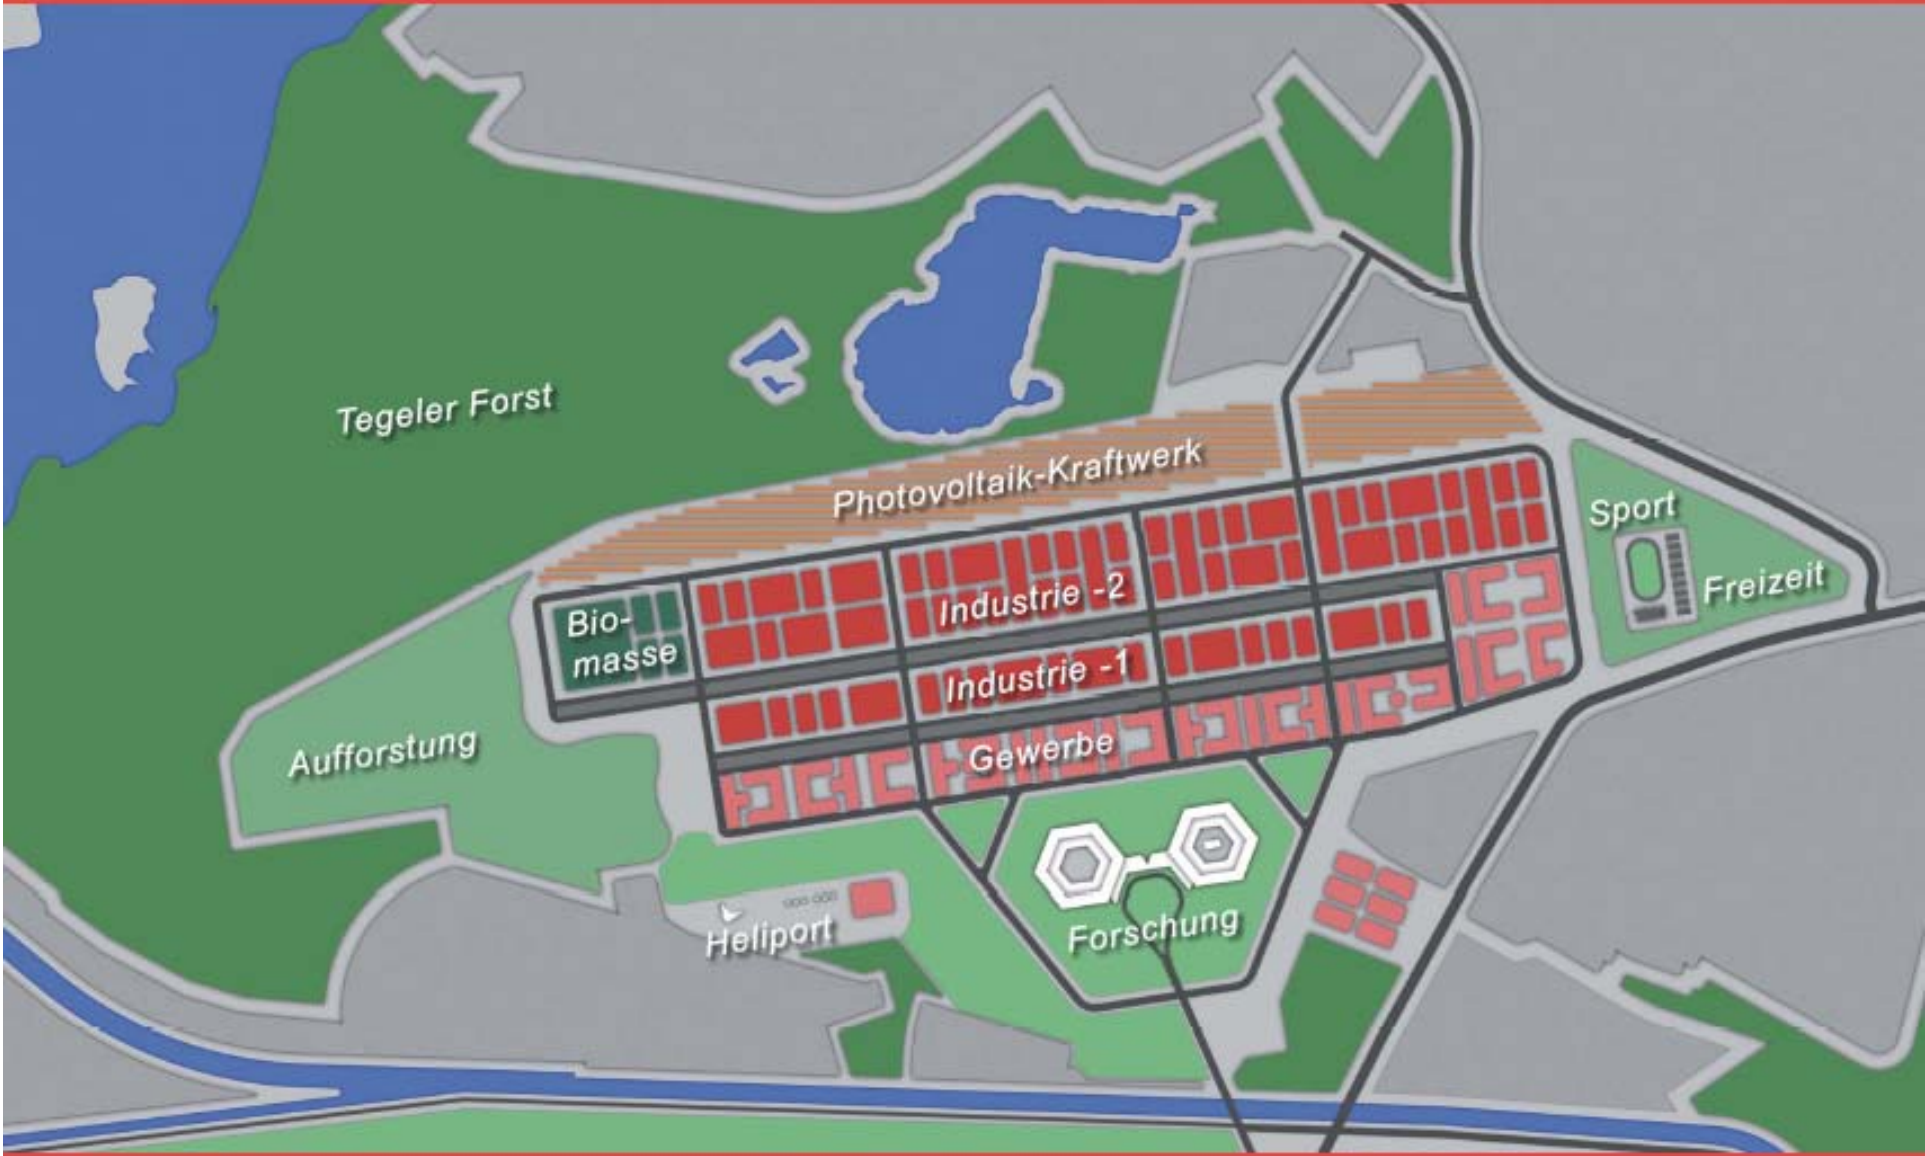 Tegeler Forst
Photovoltaik-Kraftwerk
Sport
Freizeit
Bio-
masse
Industrie -2
Industrie -1
Gewerbe
Aufforstung
Heliport
Forschung